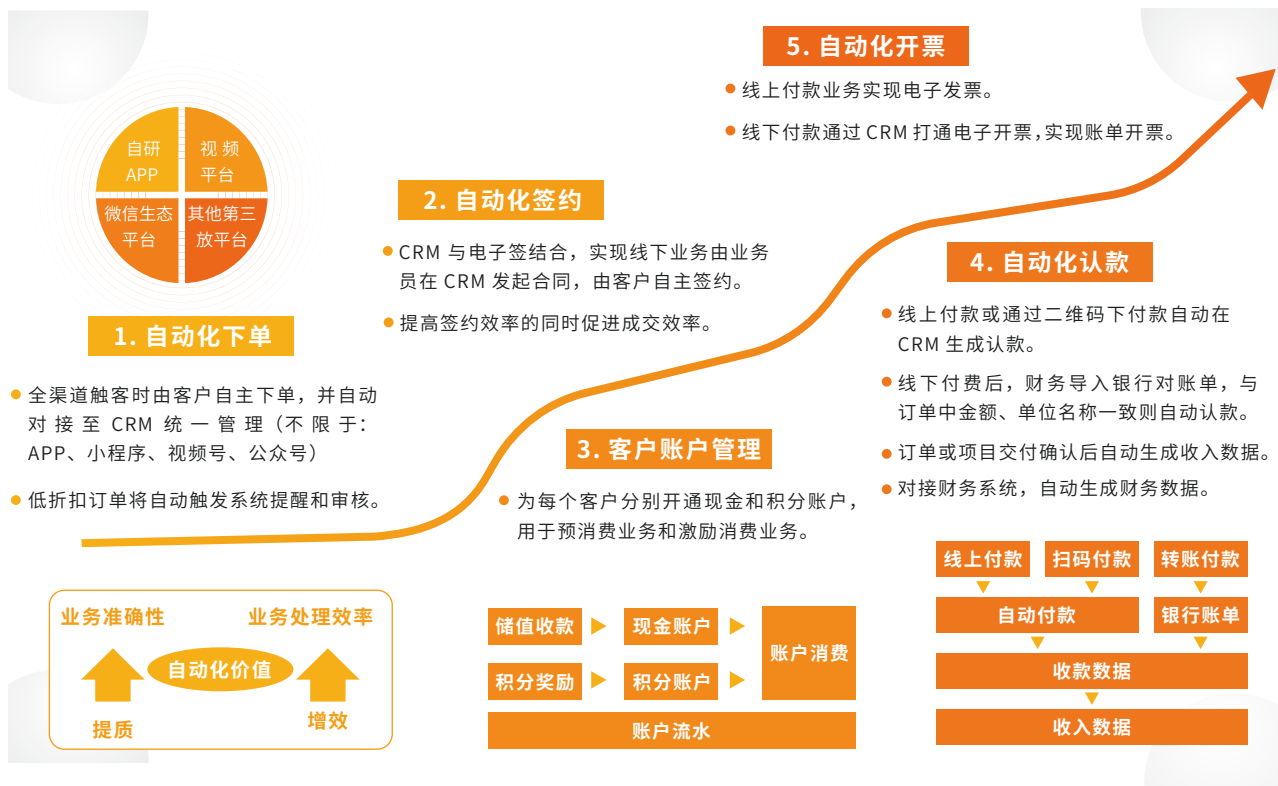 自研
APP
视 频
平台
微信生态
平台
其他第三
放平台
1. 自动化下单
全渠道触客时由客户自主下单，并自动
对 接 至 CRM 统 一 管 理（不 限 于：
APP、小程序、视频号、公众号）
低折扣订单将自动触发系统提醒和审核。
2. 自动化签约
CRM 与电子签结合，实现线下业务由业务
员在 CRM 发起合同，由客户自主签约。
提高签约效率的同时促进成交效率。
3. 客户账户管理
为每个客户分别开通现金和积分账户，
用于预消费业务和激励消费业务。
4. 自动化认款
线上付款或通过二维码下付款自动在
CRM 生成认款。
线下付费后，财务导入银行对账单，与
订单中金额、单位名称一致则自动认款。
订单或项目交付确认后自动生成收入数据。
对接财务系统，自动生成财务数据。
5. 自动化开票
线上付款业务实现电子发票。
线下付款通过 CRM 打通电子开票，实现账单开票。
业务准确性
业务处理效率
自动化价值
提质
增效
储值收款
现金账户
账户消费
积分奖励
积分账户
账户流水
线上付款
扫码付款
转账付款
自动付款
银行账单
收款数据
收入数据